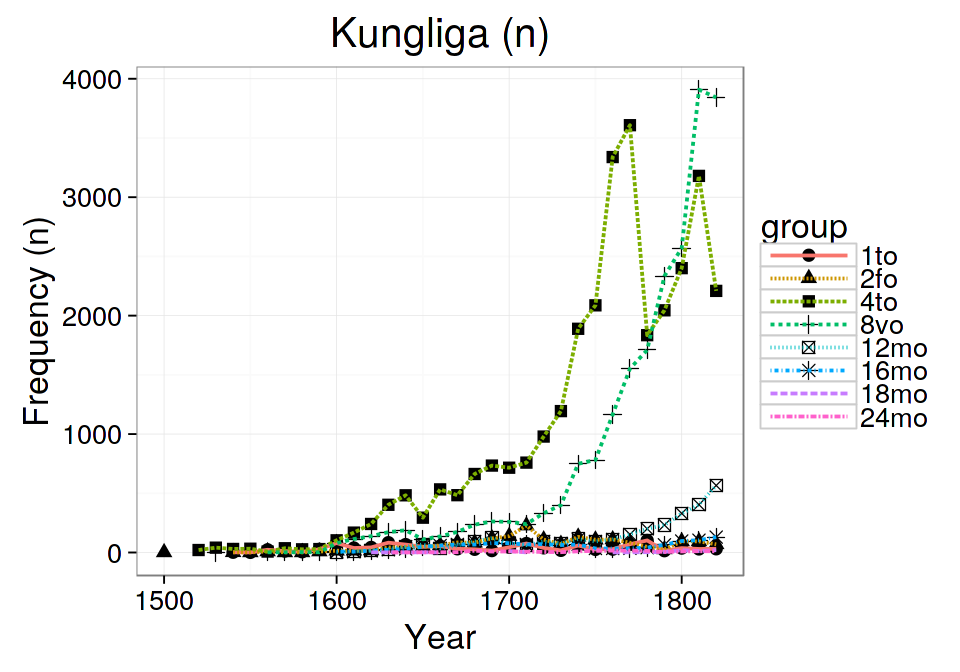 Kungliga (n)
Frequency (n)
4000
3000
2000
1000
0
1500 1600 1700 1800
Year
group
1to
2fo
4to
8vo
12mo
16mo
18mo
24mo